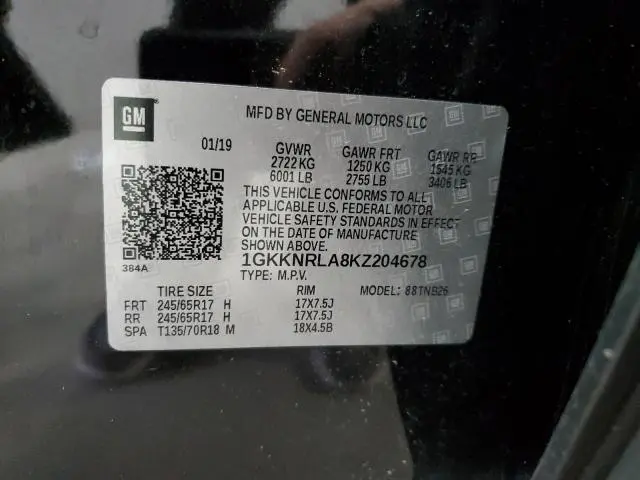 GM
MFD BY GENERAL MOTORS LLC
01/19 GVWR GAWR FRT GAWR RR
2722 KG 1250 KG 1545 KG
6001 LB 2755 LB 3406 LB
THIS VEHICLE CONFORMS TO ALL
APPLICABLE U.S. FEDERAL MOTOR
VEHICLE SAFETY STANDARDS IN EFFECT
ON THE DATE OF MANUFACTURE
SHOWN ABOVE.
384A
1GKKNRLA8KZ204678
TYPE: M.P.V.
TIRE SIZE RIM MODEL: 88TNB26
FRT 245/65R17 H 17X7.5J
RR 245/65R17 H 17X7.5J
SPA T135/70R18 M 18X4.5B